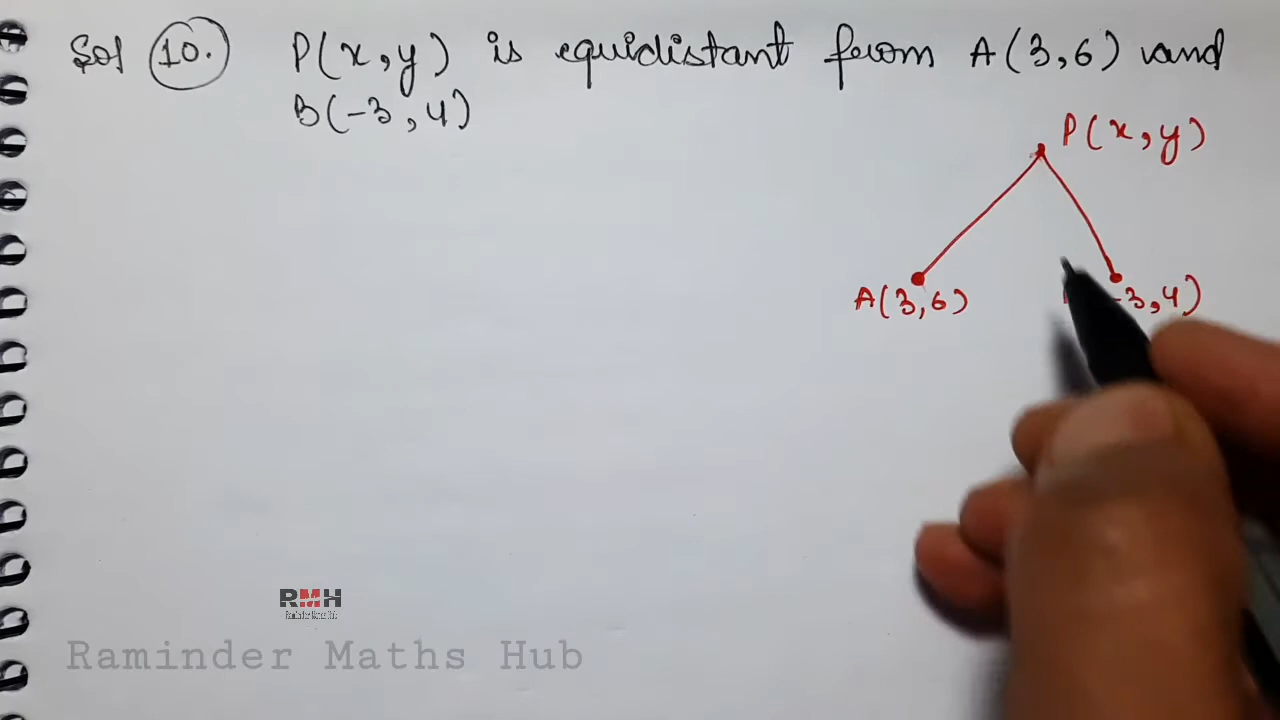 Sol 10. P(x,y) is equidistant from A(3,6) and
B(-3,4)
P(x,y)
A(3,6)
-3,4)
RMH
Raminder Maths Hub